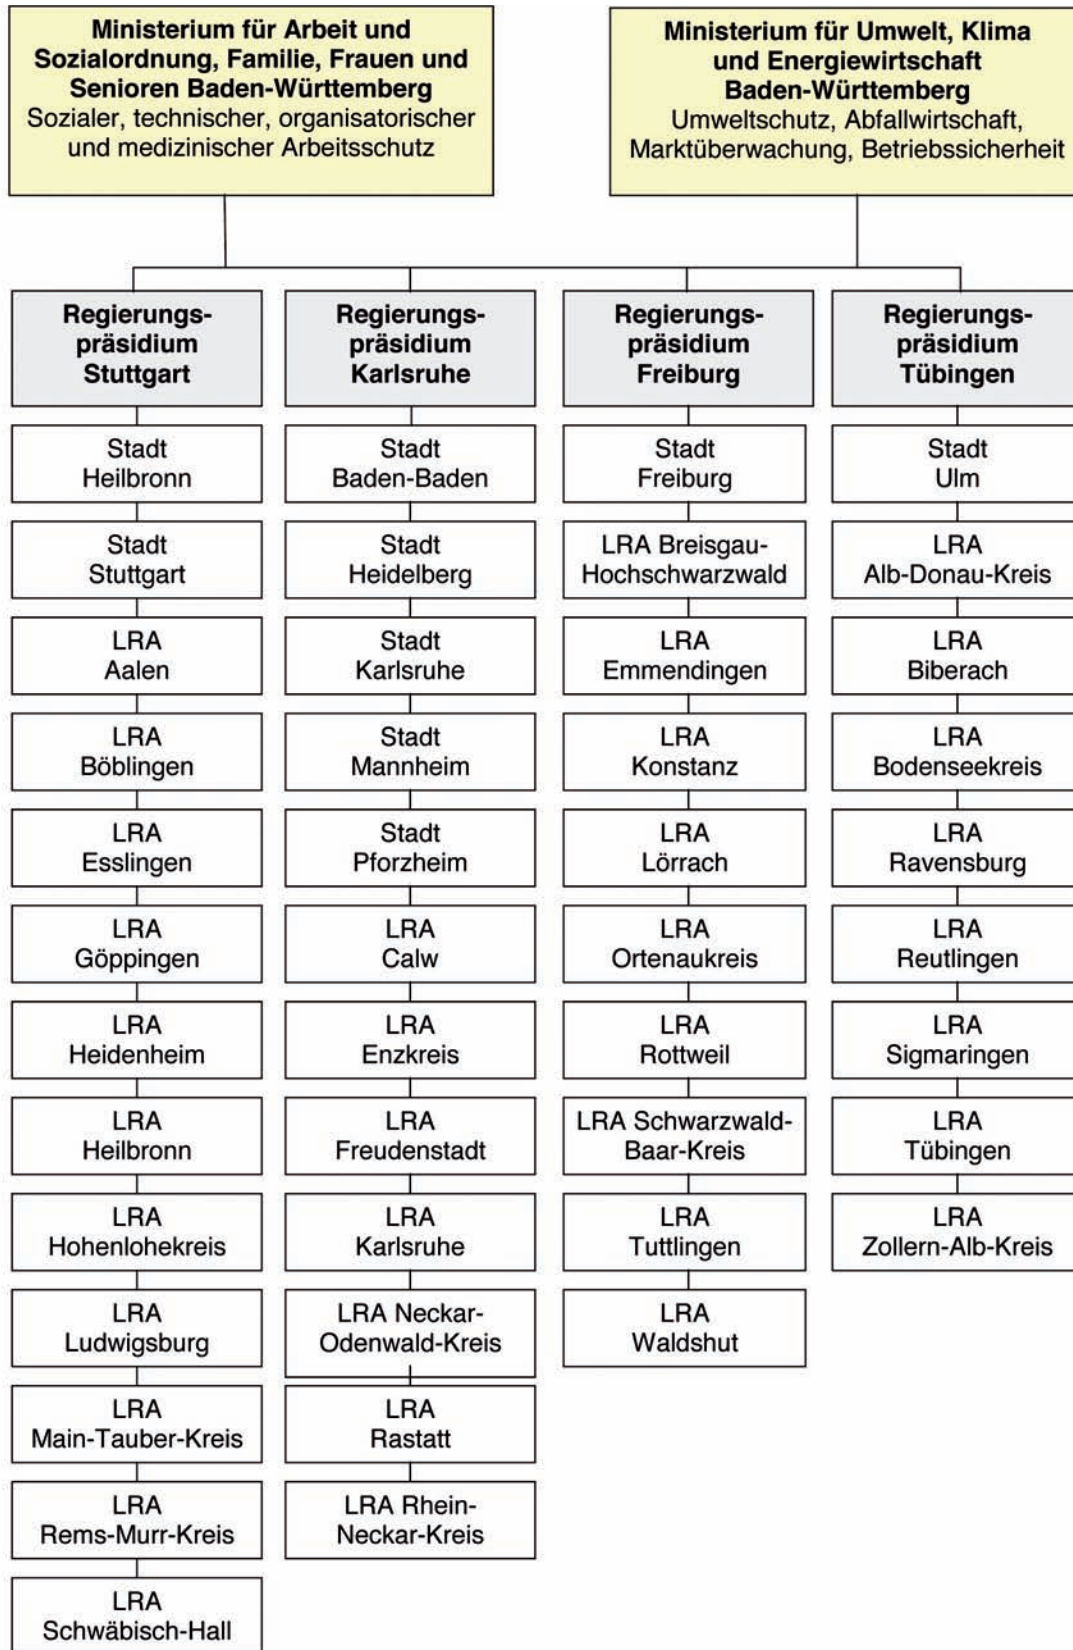 Ministerium für Arbeit und
Sozialordnung, Familie, Frauen und
Senioren Baden-Württemberg
Sozialer, technischer, organisatorischer
und medizinischer Arbeitsschutz
Ministerium für Umwelt, Klima
und Energiewirtschaft
Baden-Württemberg
Umweltschutz, Abfallwirtschaft,
Marktüberwachung, Betriebssicherheit
Regierungs-
präsidium
Stuttgart
Stadt
Heilbronn
Stadt
Stuttgart
LRA
Aalen
LRA
Böblingen
LRA
Esslingen
LRA
Göppingen
LRA
Heidenheim
LRA
Heilbronn
LRA
Hohenlohekreis
LRA
Ludwigsburg
LRA
Main-Tauber-Kreis
LRA
Rems-Murr-Kreis
LRA
Schwäbisch-Hall
Regierungs-
präsidium
Karlsruhe
Stadt
Baden-Baden
Stadt
Heidelberg
Stadt
Karlsruhe
Stadt
Mannheim
Stadt
Pforzheim
LRA
Calw
LRA
Enzkreis
LRA
Freudenstadt
LRA
Karlsruhe
LRA Neckar-
Odenwald-Kreis
LRA
Rastatt
LRA Rhein-
Neckar-Kreis
Regierungs-
präsidium
Freiburg
Stadt
Freiburg
LRA Breisgau-
Hochschwarzwald
LRA
Emmendingen
LRA
Konstanz
LRA
Lörrach
LRA
Ortenaukreis
LRA
Rottweil
LRA Schwarzwald-
Baar-Kreis
LRA
Tuttlingen
LRA
Waldshut
Regierungs-
präsidium
Tübingen
Stadt
Ulm
LRA
Alb-Donau-Kreis
LRA
Biberach
LRA
Bodenseekreis
LRA
Ravensburg
LRA
Reutlingen
LRA
Sigmaringen
LRA
Tübingen
LRA
Zollern-Alb-Kreis